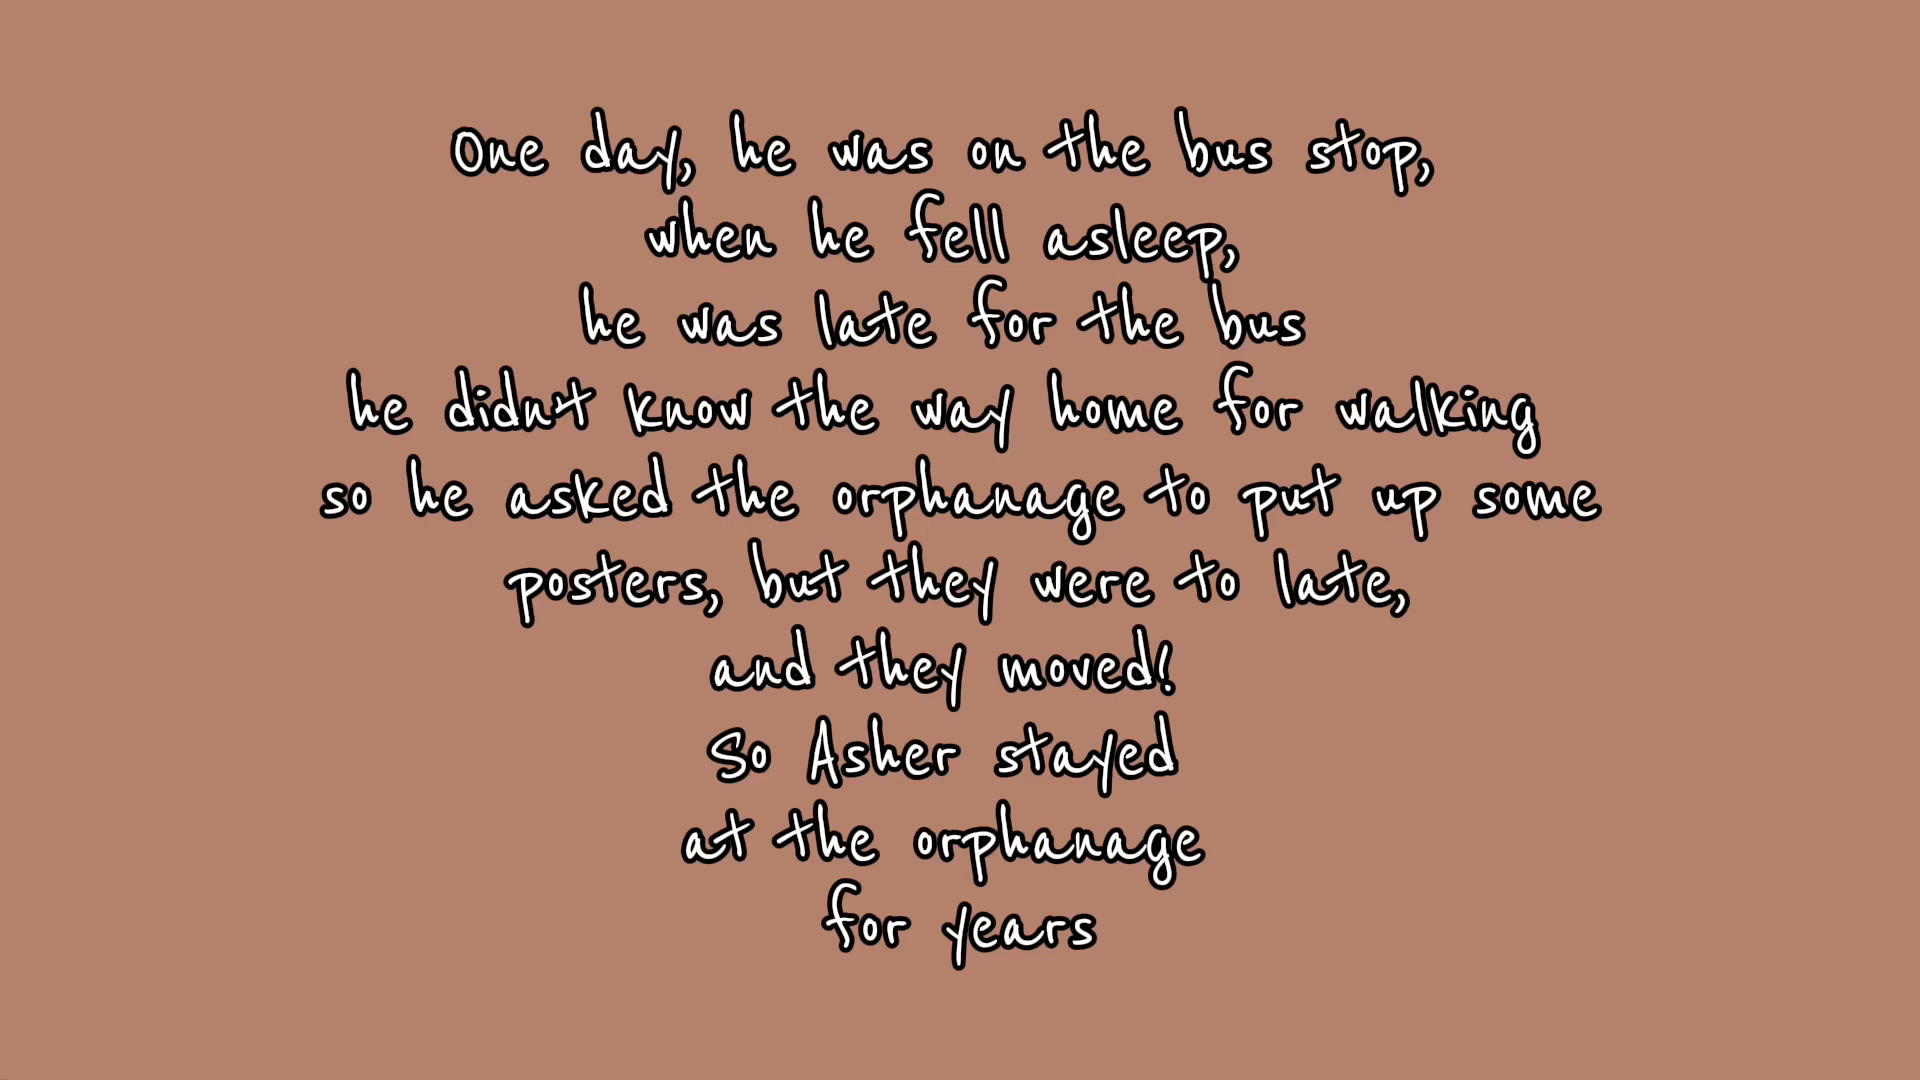 One day, he was on the bus stop,
when he fell asleep,
he was late for the bus
he didn't know the way home for walking
so he asked the orphanage to put up some
posters, but they were to late,
and they moved!
So Asher stayed
at the orphanage
for years